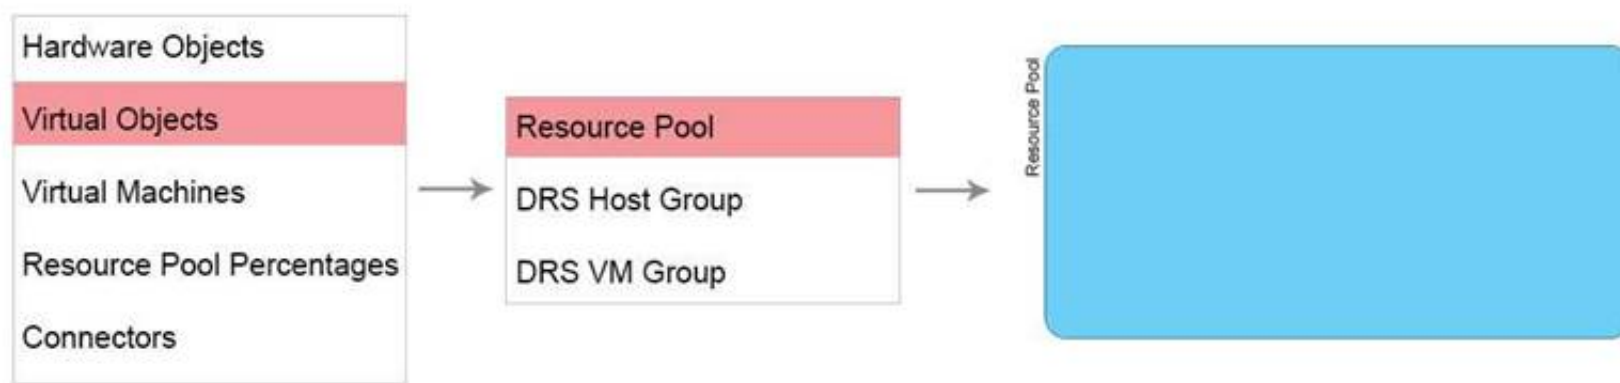 Hardware Objects
Virtual Objects
Virtual Machines
Resource Pool Percentages
Connectors
Resource Pool
DRS Host Group
DRS VM Group
Resource Pool